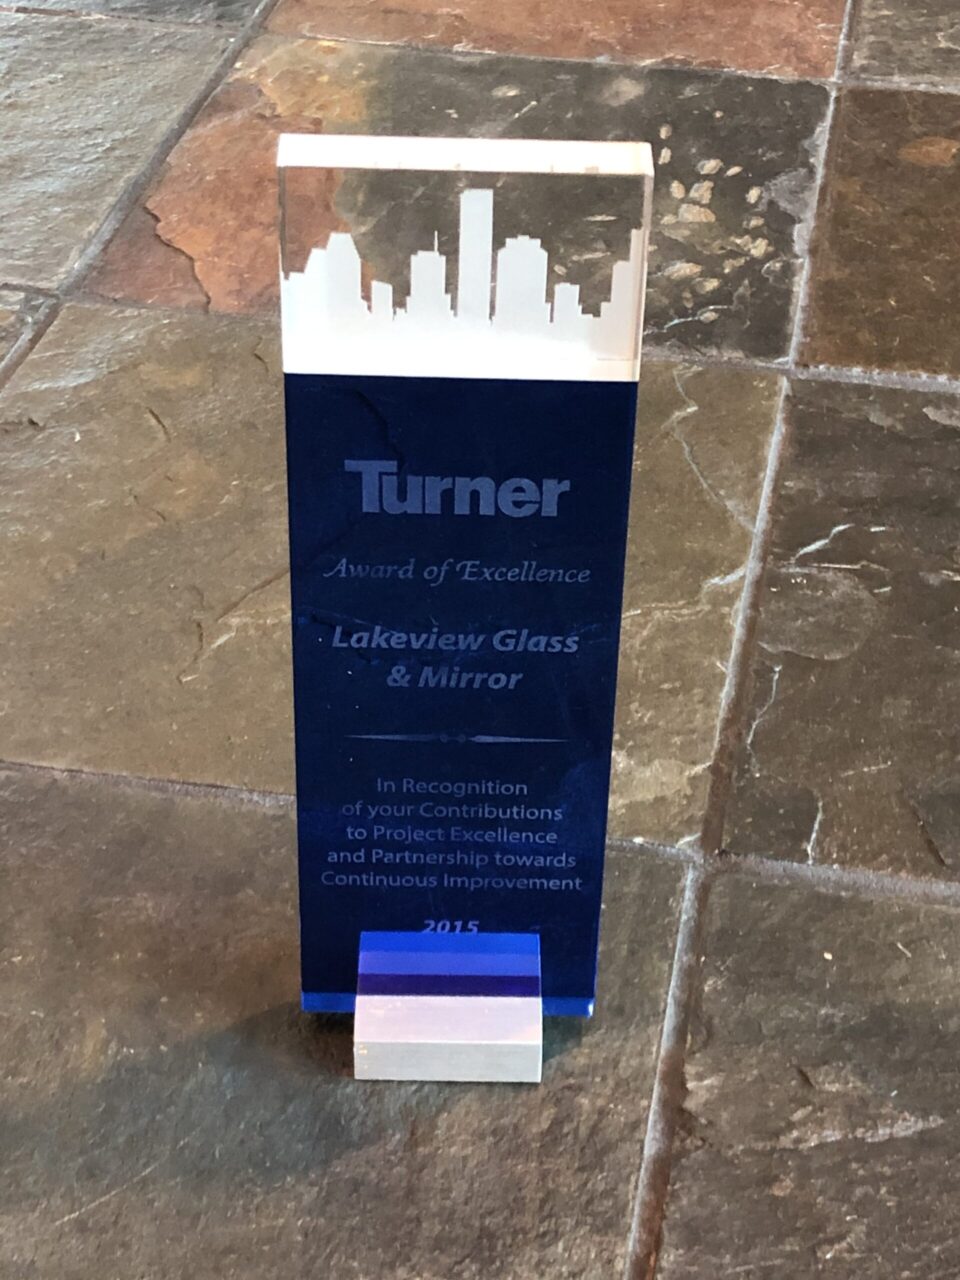 Turner
Award of Excellence
Lakeview Glass
& Mirror
In Recognition
of your Contributions
to Project Excellence
and Partnership towards
Continuous Improvement
2015